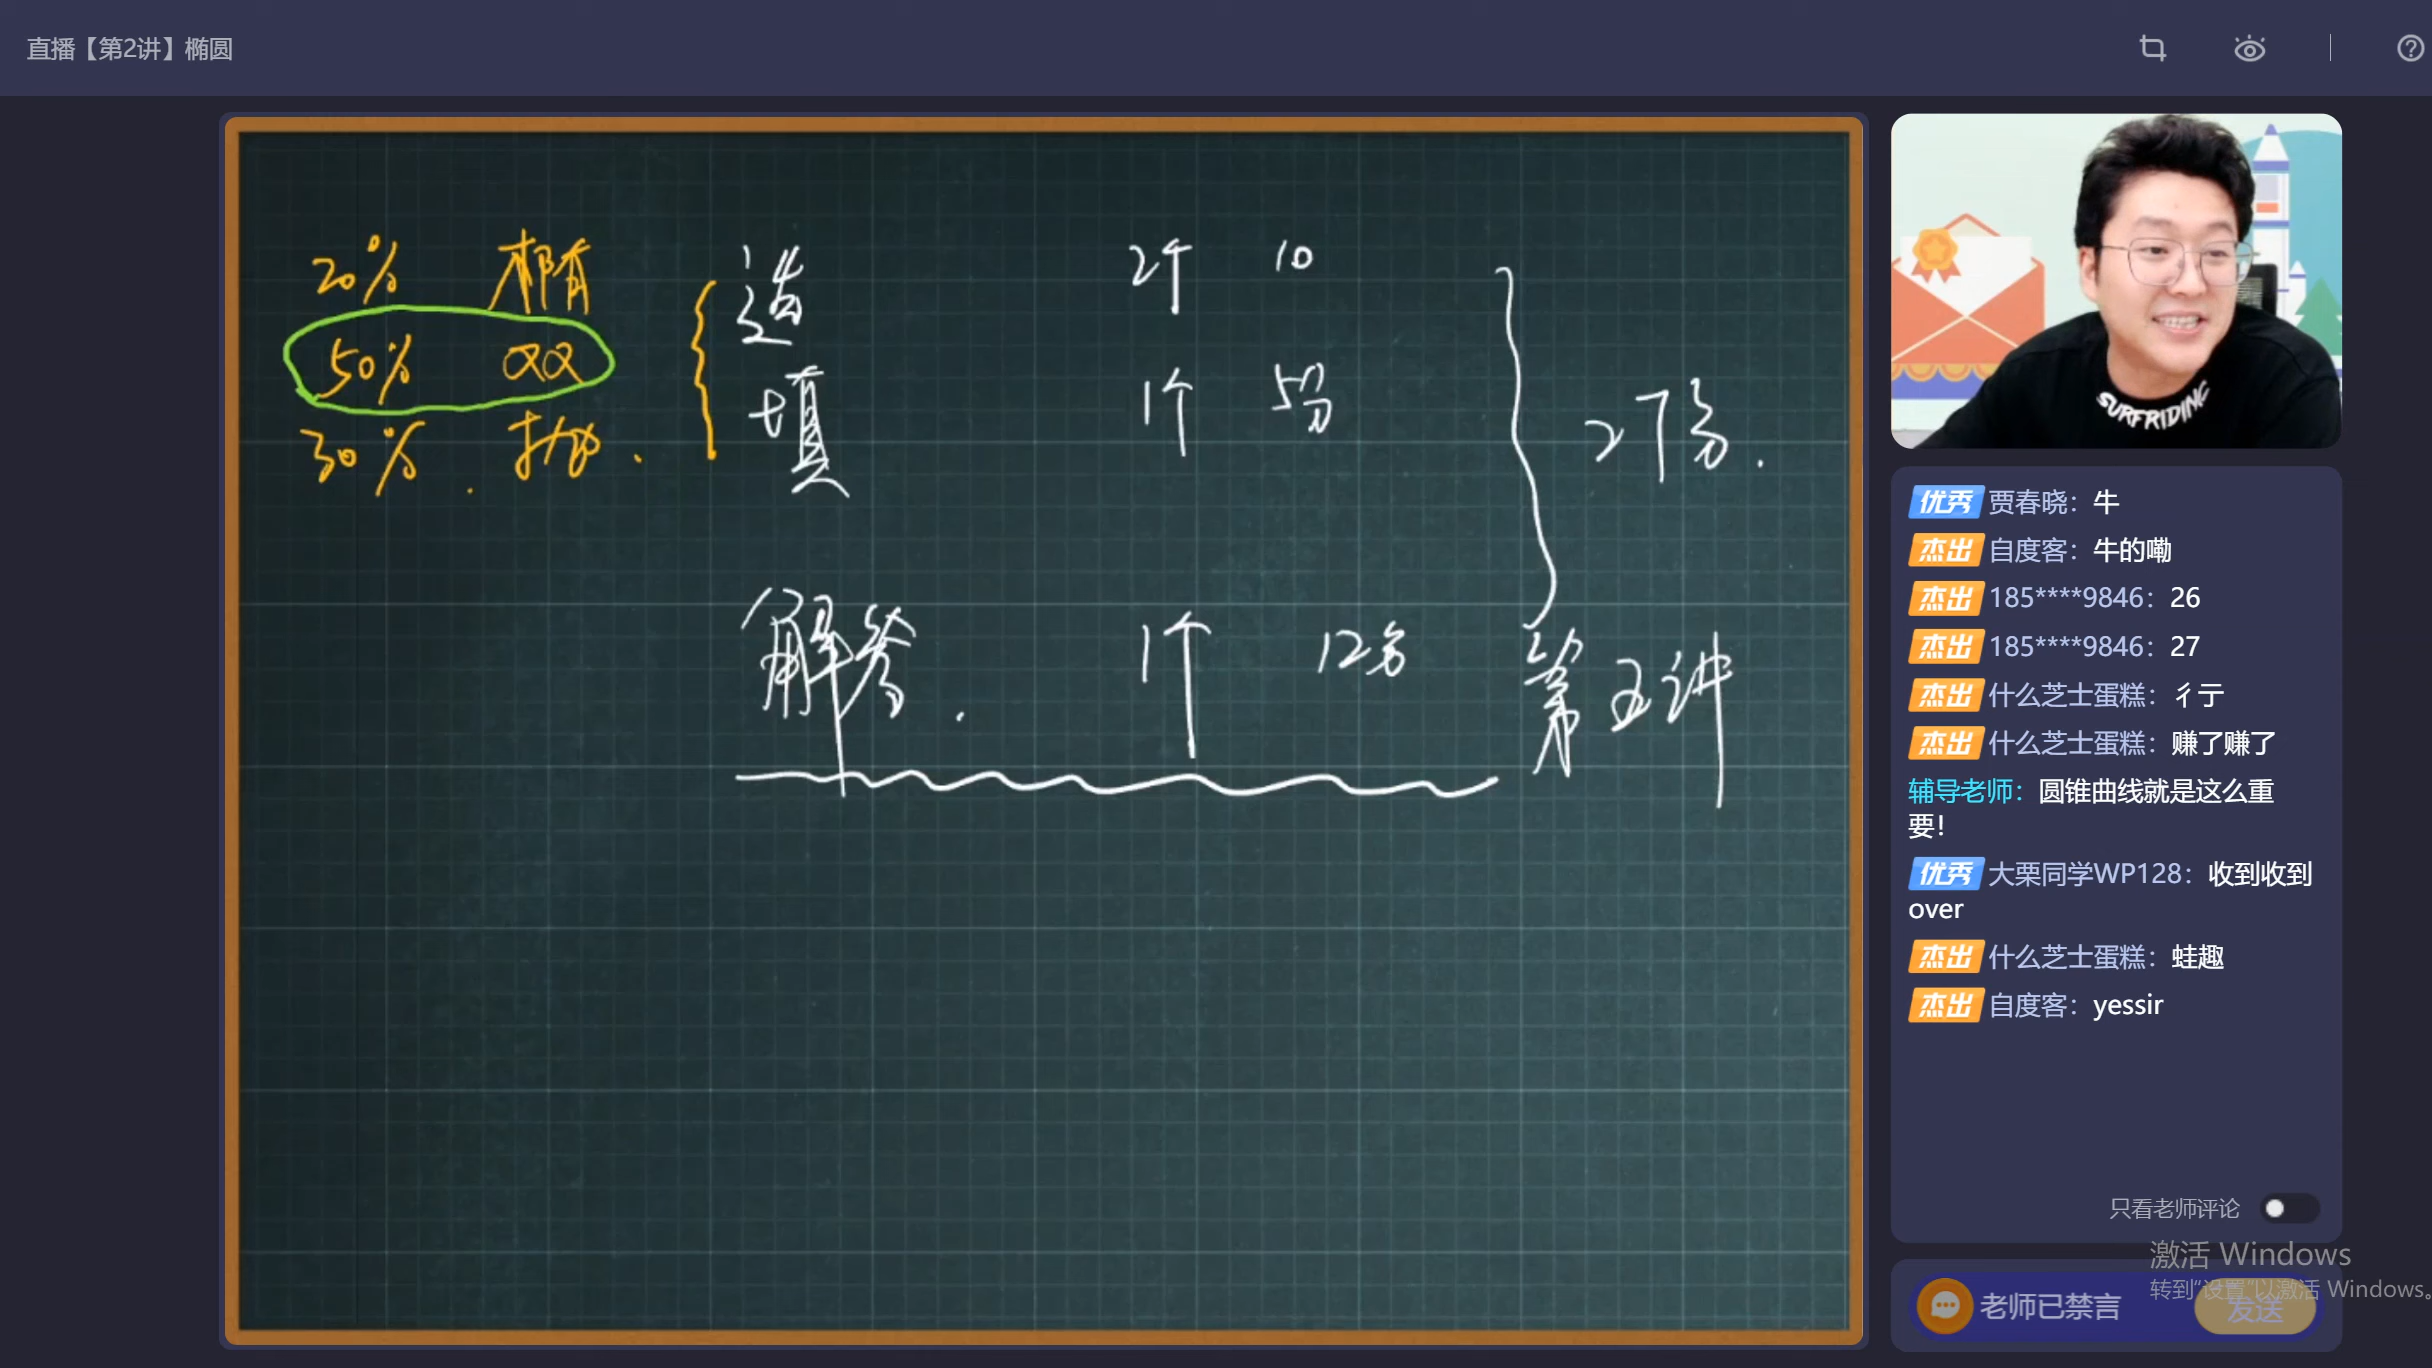 直播【第2讲】椭圆
20% 椭
50% 双
30% 抛.
选 2个 10
填 1个 5分
27分.
解答. 1个 12分
第五讲
SURFRIDING
优秀 贾春晓：牛
杰出 自度客：牛的嘞
杰出 185****9846：26
杰出 185****9846：27
杰出 什么芝士蛋糕：彳亍
杰出 什么芝士蛋糕：赚了赚了
辅导老师：圆锥曲线就是这么重
要！
优秀 大栗同学WP128：收到收到
over
杰出 什么芝士蛋糕：蛙趣
杰出 自度客：yessir
只看老师评论
激活 Windows
转到“设置”以激活 Windows。
老师已禁言
发送